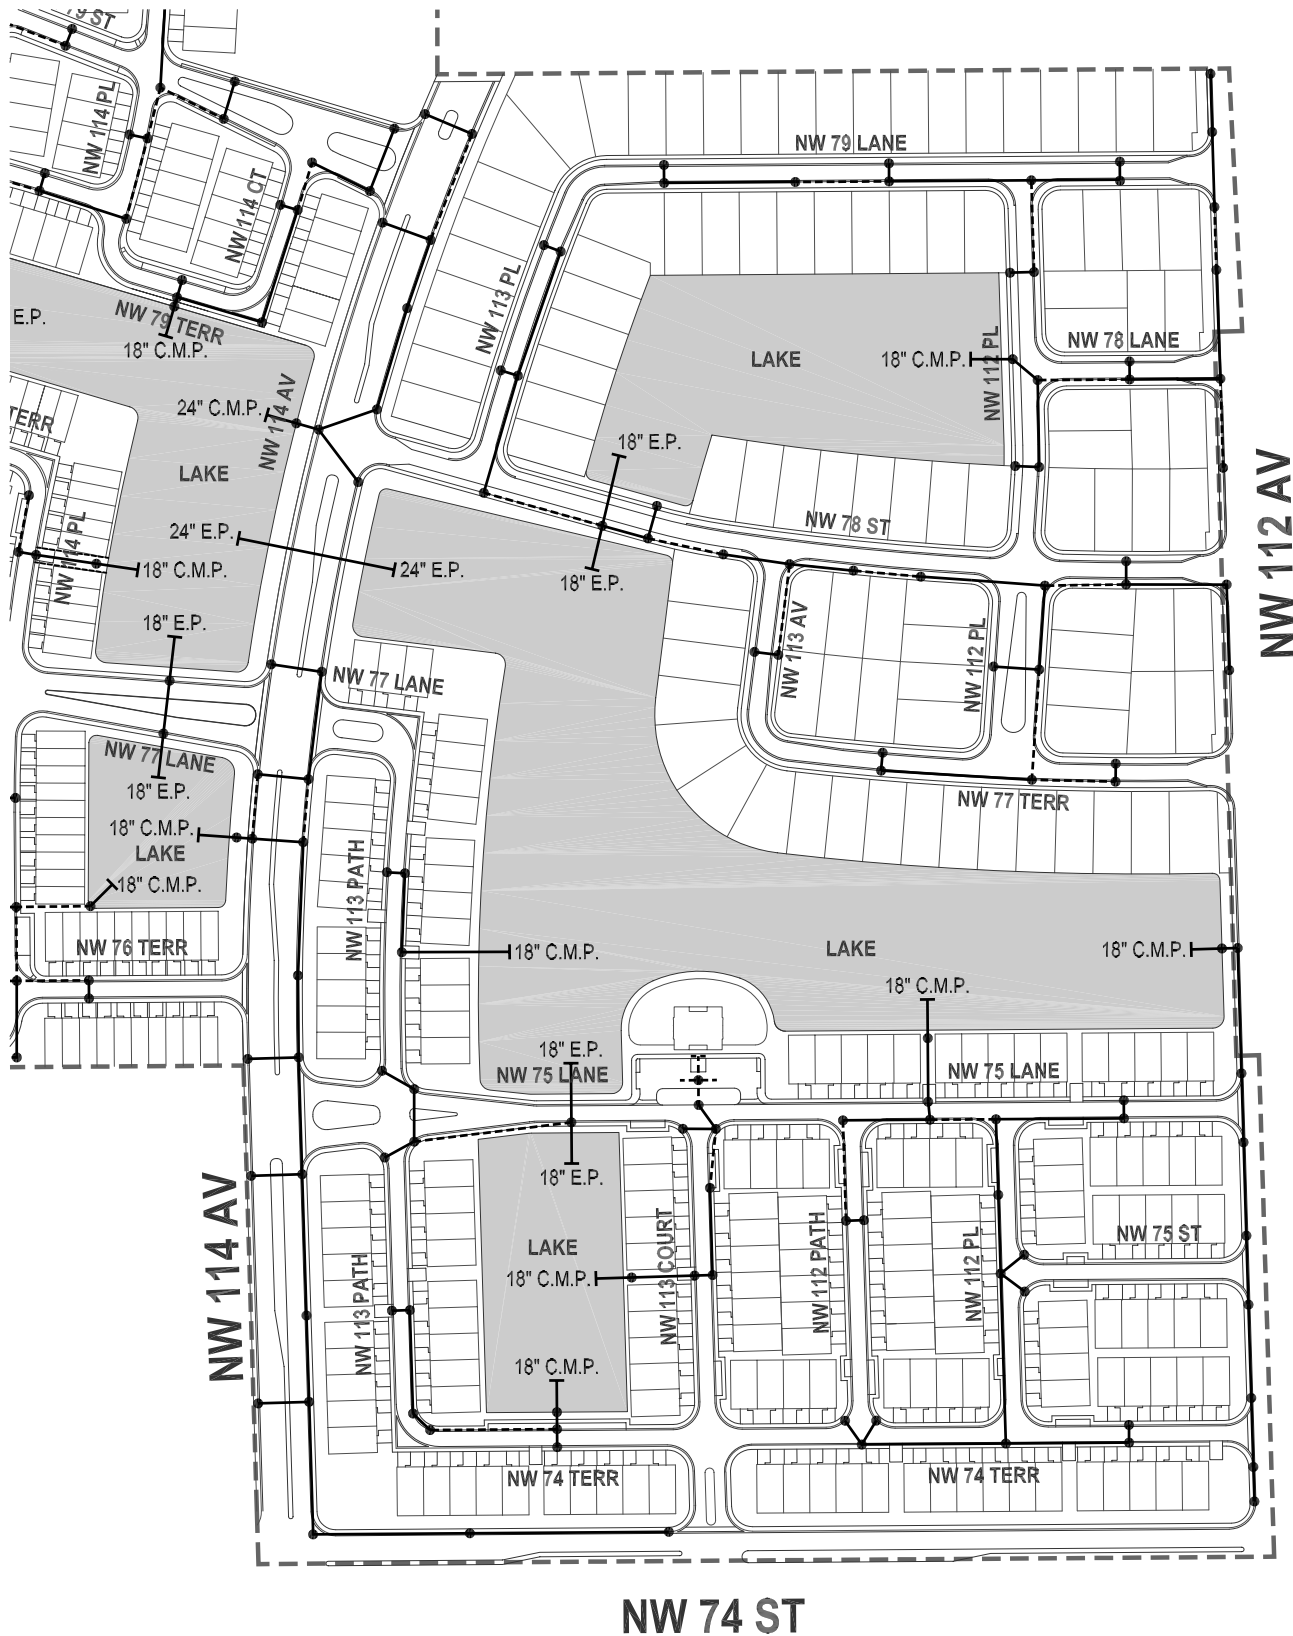 79 ST
NW 114 PL
NW 79 LANE
NW 114 CT
NW 113 PL
E.P.
NW 79 TERR
18" C.M.P.
NW 78 LANE
LAKE
18" C.M.P.
NW 112 PL
24" C.M.P.
NW 114 AV
TERR
18" E.P.
LAKE
NW 78 ST
24" E.P.
NW 114 PL
18" C.M.P.
24" E.P.
18" E.P.
NW 112 AV
18" E.P.
NW 113 AV
NW 112 PL
NW 77 LANE
NW 77 LANE
18" E.P.
NW 77 TERR
18" C.M.P.
LAKE
18" C.M.P.
NW 113 PATH
NW 76 TERR
18" C.M.P.
LAKE
18" C.M.P.
18" C.M.P.
18" E.P.
NW 75 LANE
NW 75 LANE
18" E.P.
NW 114 AV
NW 113 PATH
LAKE
18" C.M.P.
NW 113 COURT
NW 112 PATH
NW 112 PL
NW 75 ST
18" C.M.P.
NW 74 TERR
NW 74 TERR
NW 74 ST